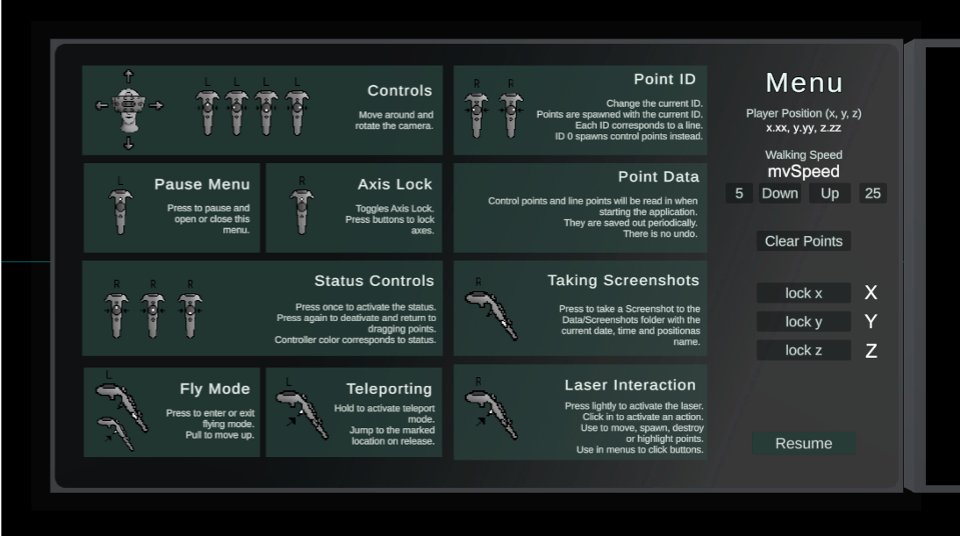 L L L L
Controls
Move around and
rotate the camera.
R R
Point ID
Change the current ID.
Points are spawned with the current ID.
Each ID corresponds to a line.
ID 0 spawns control points instead.
L
Pause Menu
Press to pause and
open or close this
menu.
R
Axis Lock
Toggles Axis Lock.
Press buttons to lock
axes.
Point Data
Control points and line points will be read in when
starting the application.
They are saved out periodically.
There is no undo.
R R R
Status Controls
Press once to activate the status.
Press again to deativate and return to
dragging points.
Controller color corresponds to status.
R
Taking Screenshots
Press to take a Screenshot to the
Data/Screenshots folder with the
current date, time and positionas
name.
L
Fly Mode
Press to enter or exit
flying mode.
Pull to move up.
L
Teleporting
Hold to activate teleport
mode.
Jump to the marked
location on release.
R
Laser Interaction
Press lightly to activate the laser.
Click in to activate an action.
Use to move, spawn, destroy
or highlight points.
Use in menus to click buttons.
Menu
Player Position (x, y, z)
x.xx, y.yy, z.zz
Walking Speed
mvSpeed
5 Down Up 25
Clear Points
lock x X
lock y Y
lock z Z
Resume